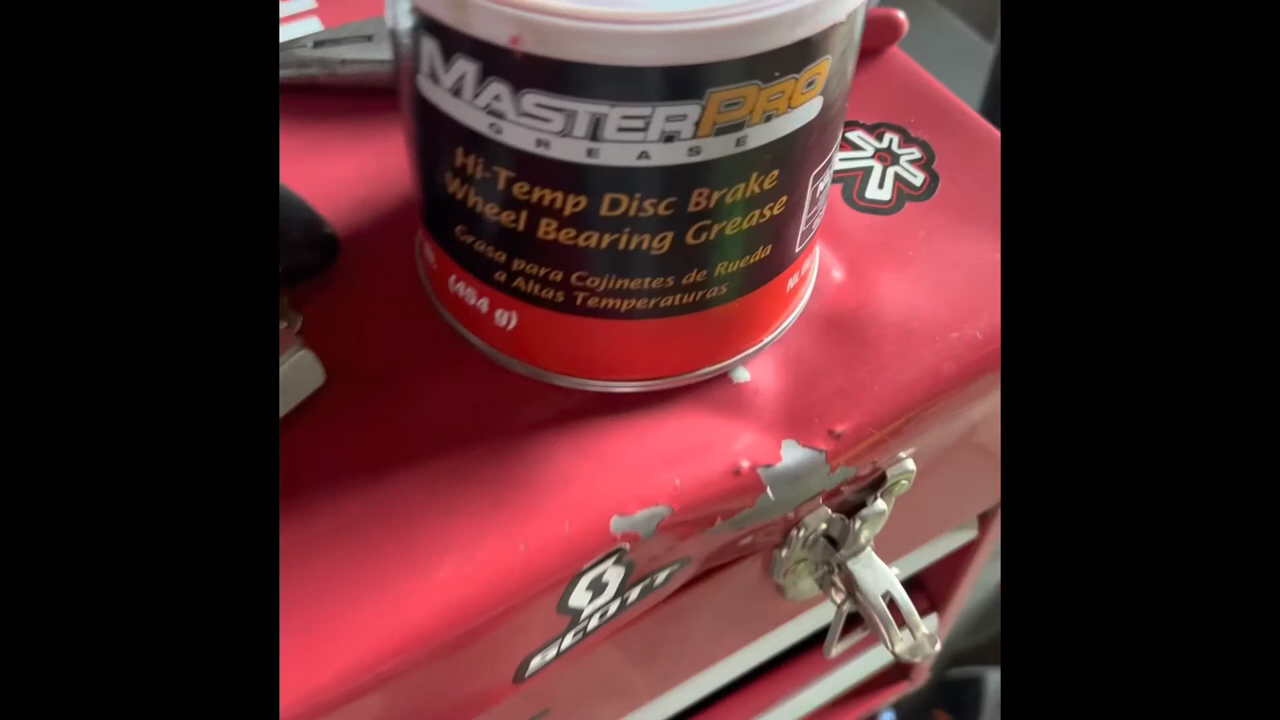 MASTERPRO
GREASE
Hi-Temp Disc Brake
Wheel Bearing Grease
Grasa para Cojinetes de Rueda
a Altas Temperaturas
(454 g)
SCOTT